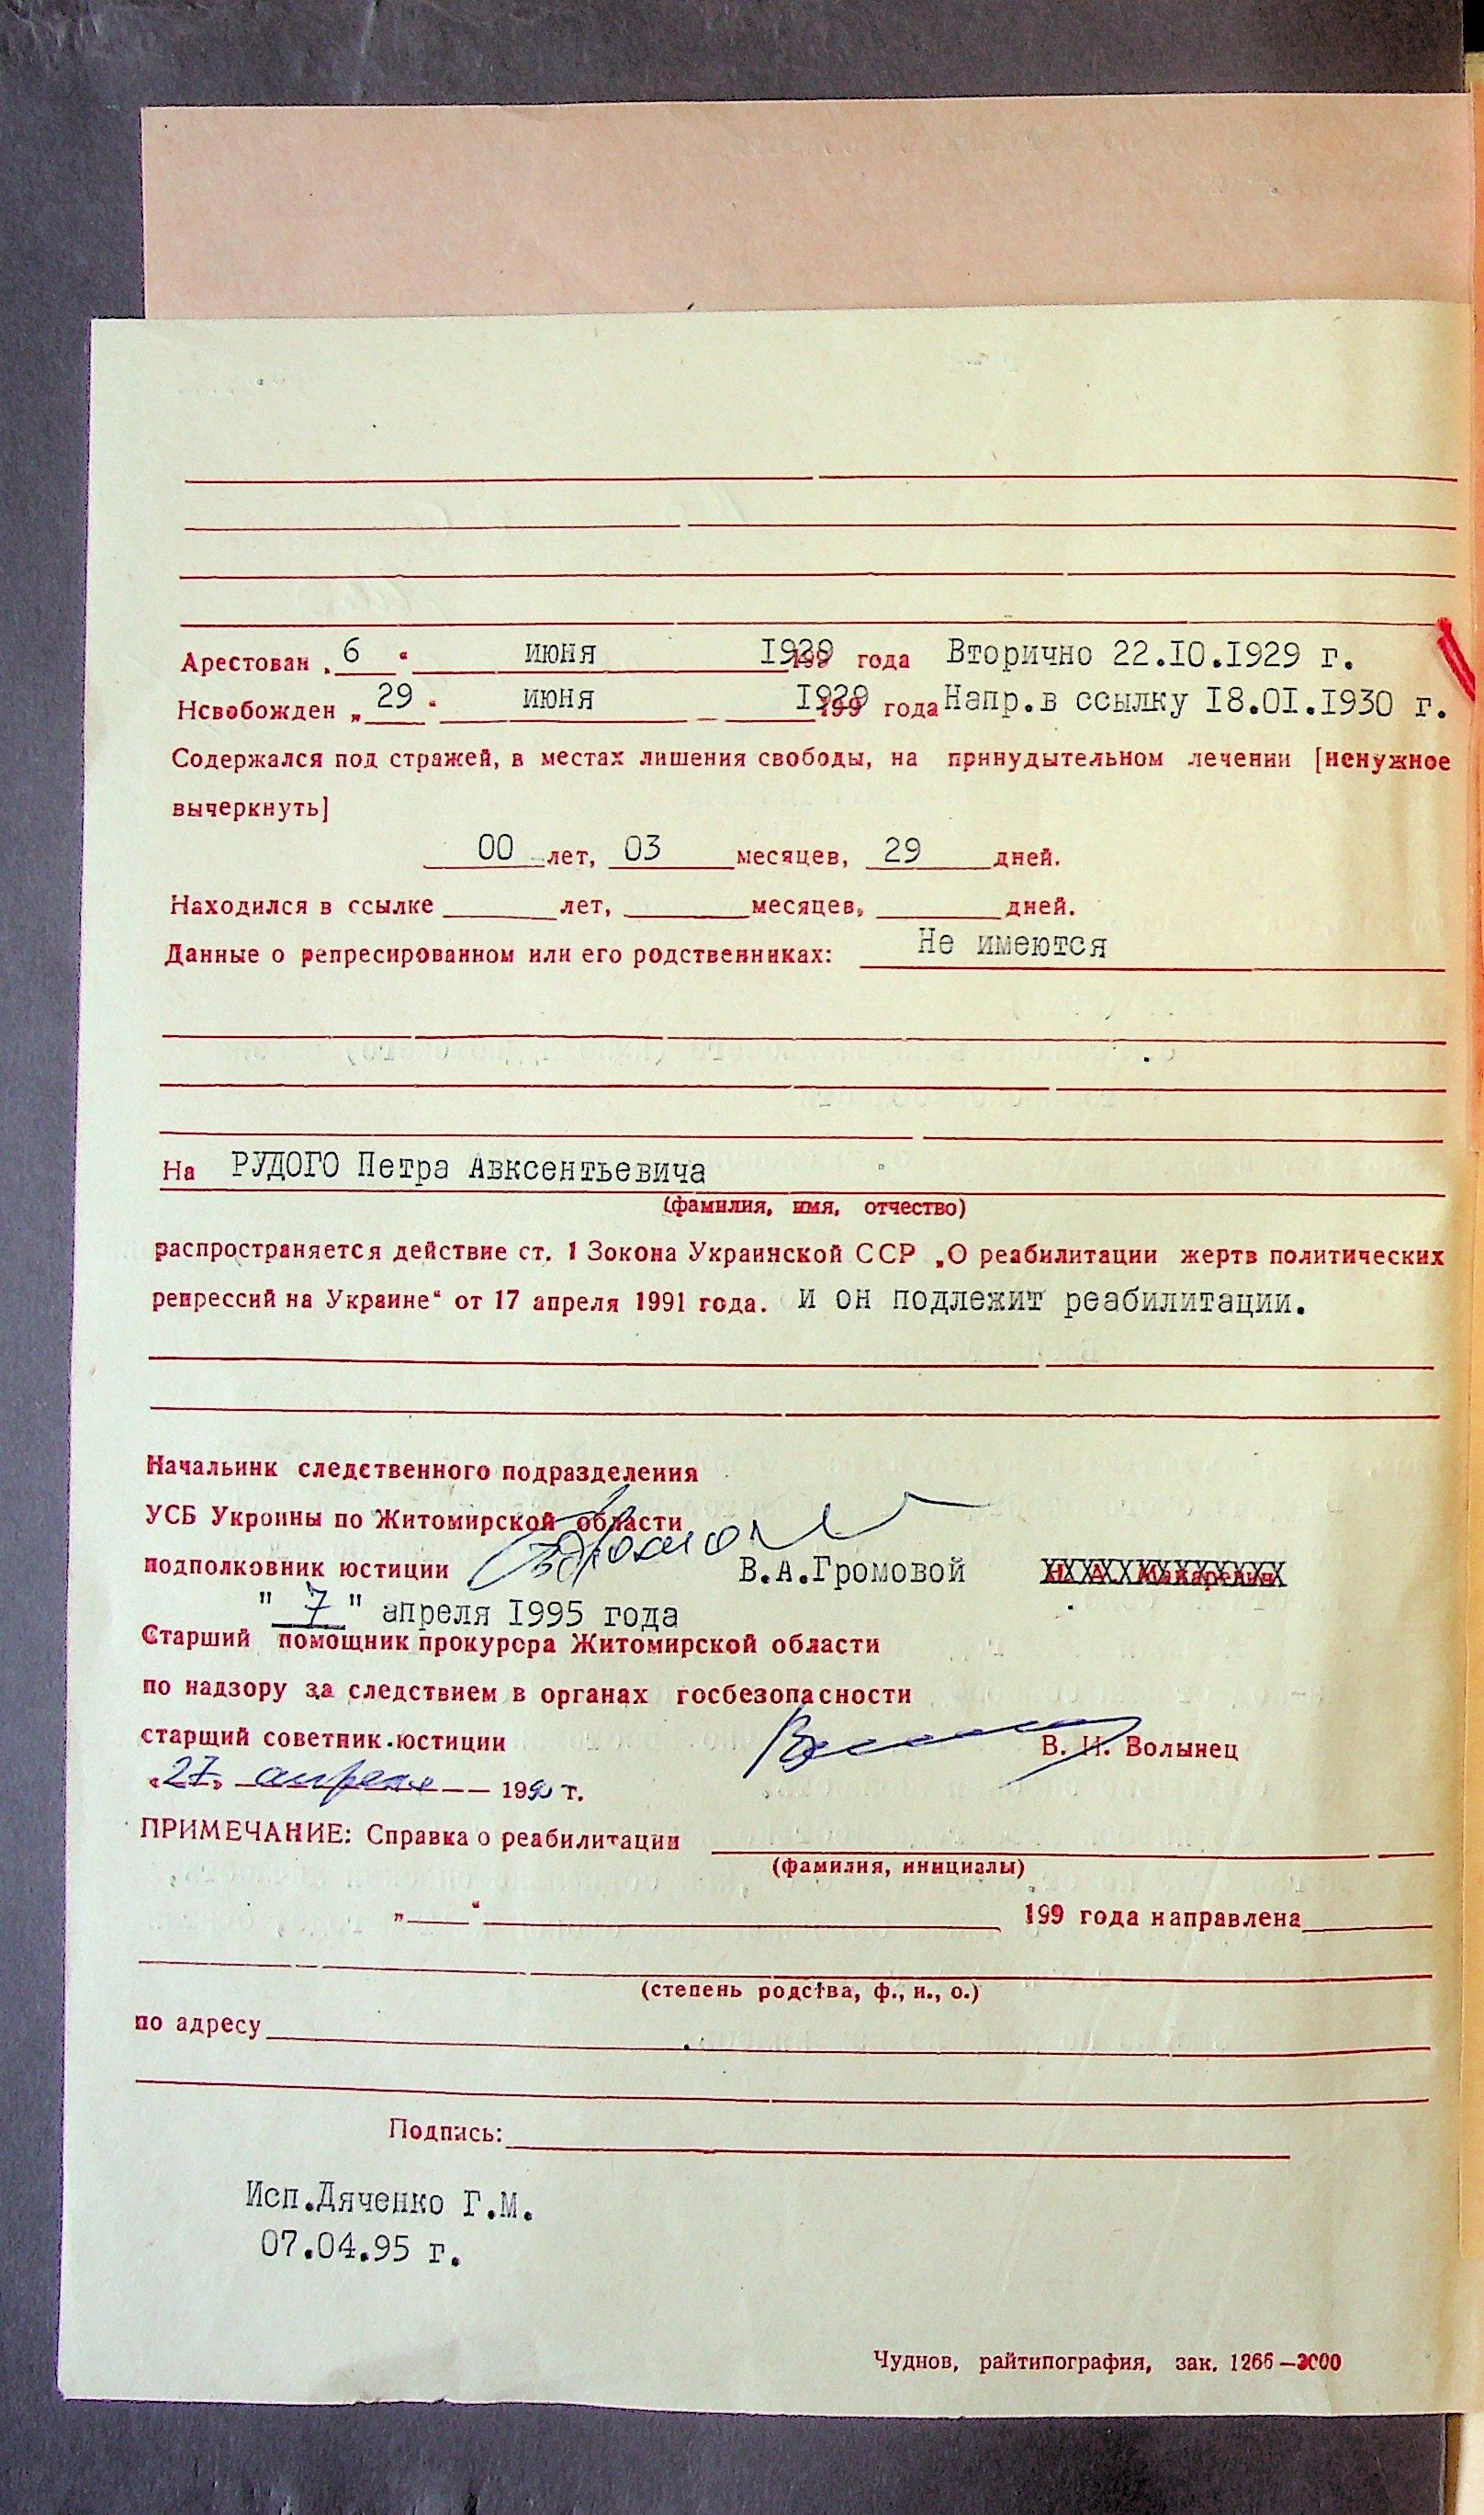 Арестован „ 6 “ июня 1929 года Вторично 22.10.1929 г.
Нсвобожден „ 29 “ июня 1929 года Напр.в ссылку 18.01.1930 г.
Содержался под стражей, в местах лишения свободы, на принудытельном лечении [ненужное
вычеркнуть]
00 лет, 03 месяцев, 29 дней.
Находился в ссылке лет, месяцев, дней.
Данные о репресированном или его родственниках: Не имеются
На РУДОГО Петра Авксентьевича
(фамилия, имя, отчество)
распространяется действие ст. 1 Зокона Украинской ССР „О реабилитации жертв политических
репрессий на Украине“ от 17 апреля 1991 года. и он подлежит реабилитации.
Начальник следственного подразделения
УСБ Укроины по Житомирской области
подполковник юстиции В.А.Громовой
" 7 " апреля 1995 года
Старший помощник прокурора Житомирской области
по надзору за следствием в органах госбезопасности
старщий советник юстиции В. И. Волынец
«27» апреля 199 г.
ПРИМЕЧАНИЕ: Справка о реабилитации
(фамилия, инициалы)
„ “ 199 года направлена
(степень родства, ф., и., о.)
по адресу
Подпись:
Исп.Дяченко Г.М.
07.04.95 г.
Чуднов, райтипография, зак. 1266—3000